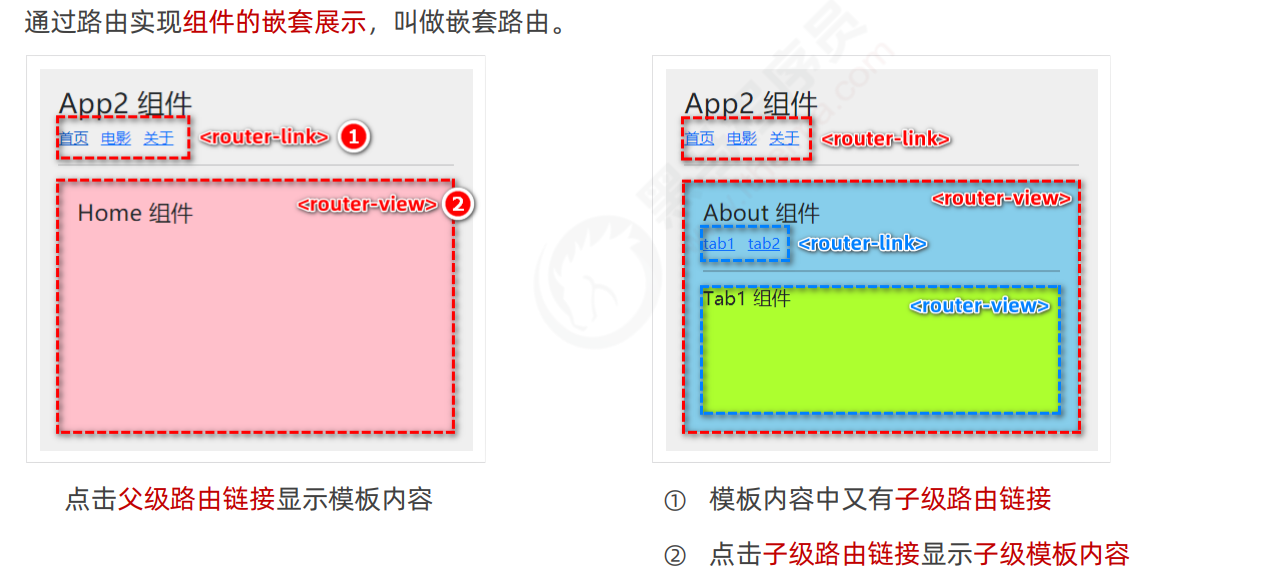 通过路由实现组件的嵌套展示，叫做嵌套路由。
App2 组件
首页 电影 关于 <router-link> 1
<router-view> 2
Home 组件
点击父级路由链接显示模板内容
App2 组件
首页 电影 关于 <router-link>
<router-view>
About 组件
tab1 tab2 <router-link>
Tab1 组件 <router-view>
① 模板内容中又有子级路由链接
② 点击子级路由链接显示子级模板内容